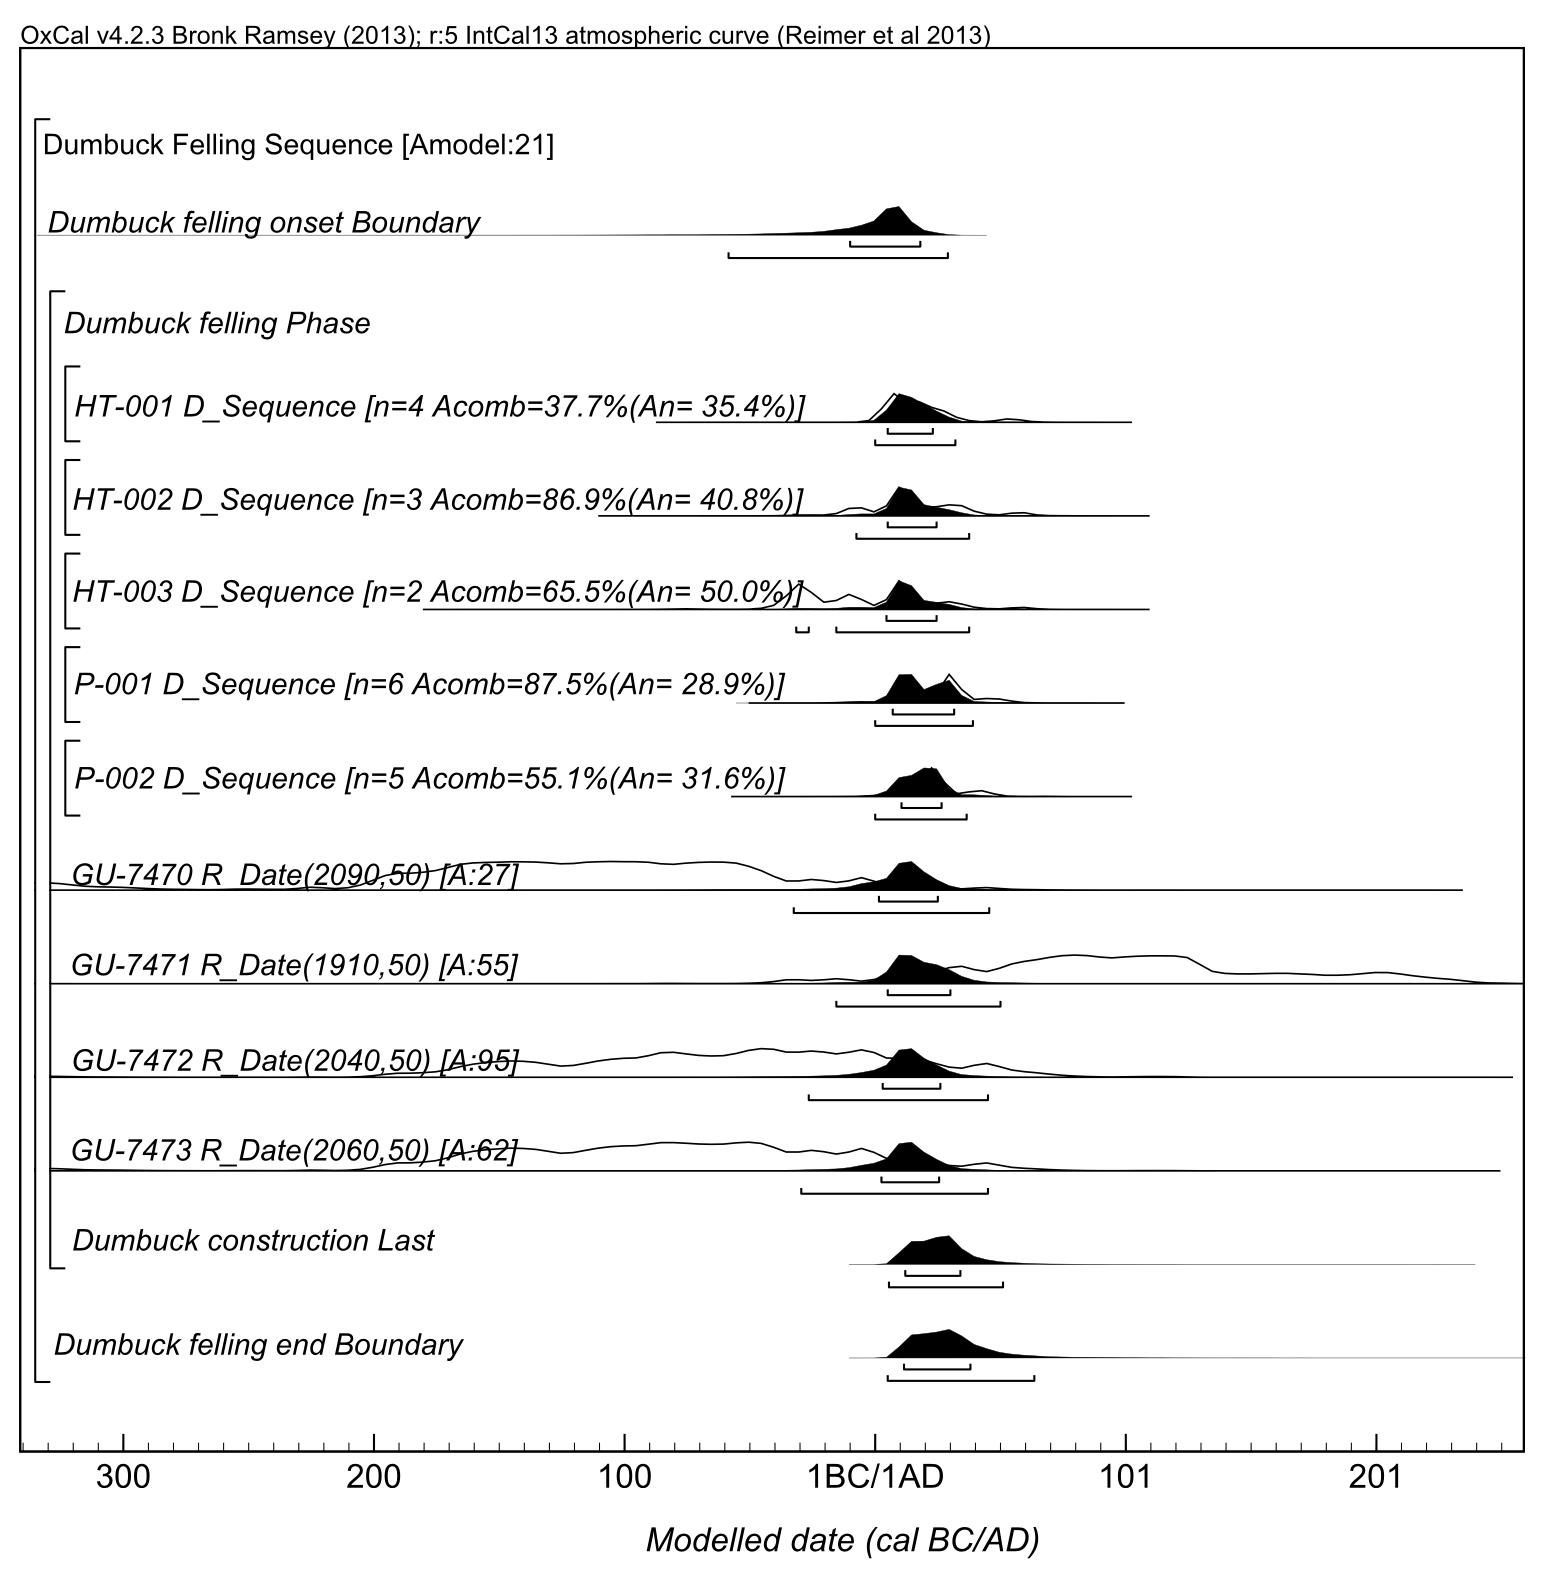 OxCal v4.2.3 Bronk Ramsey (2013); r:5 IntCal13 atmospheric curve (Reimer et al 2013)
Dumbuck Felling Sequence [Amodel:21]
Dumbuck felling onset Boundary
Dumbuck felling Phase
HT-001 D_Sequence [n=4 Acomb=37.7%(An= 35.4%)]
HT-002 D_Sequence [n=3 Acomb=86.9%(An= 40.8%)]
HT-003 D_Sequence [n=2 Acomb=65.5%(An= 50.0%)]
P-001 D_Sequence [n=6 Acomb=87.5%(An= 28.9%)]
P-002 D_Sequence [n=5 Acomb=55.1%(An= 31.6%)]
GU-7470 R_Date(2090,50) [A:27]
GU-7471 R_Date(1910,50) [A:55]
GU-7472 R_Date(2040,50) [A:95]
GU-7473 R_Date(2060,50) [A:62]
Dumbuck construction Last
Dumbuck felling end Boundary
300 200 100 1BC/1AD 101 201
Modelled date (cal BC/AD)